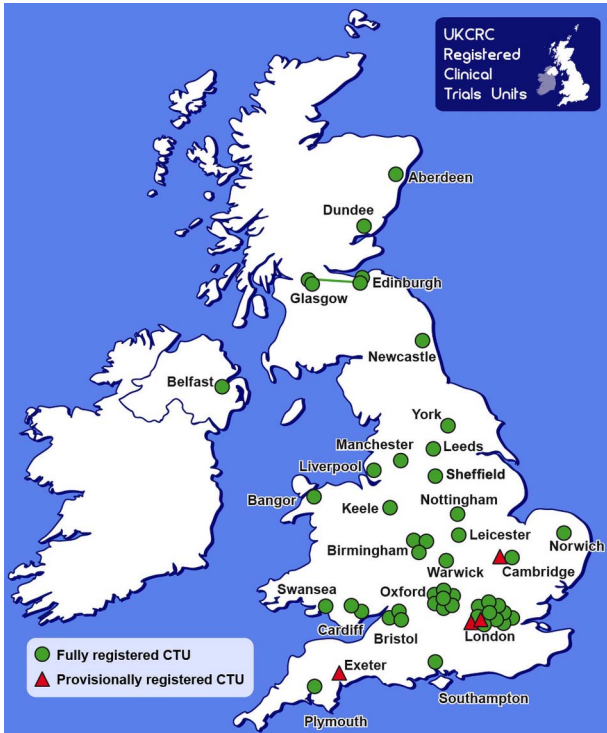 UKCRC
Registered
Clinical
Trials Units
Aberdeen
Dundee
Edinburgh
Glasgow
Newcastle
Belfast
York
Manchester
Leeds
Liverpool
Sheffield
Bangor
Keele
Nottingham
Leicester
Norwich
Birmingham
Warwick
Cambridge
Swansea
Oxford
Cardiff
Bristol
London
Fully registered CTU
Provisionally registered CTU
Exeter
Southampton
Plymouth